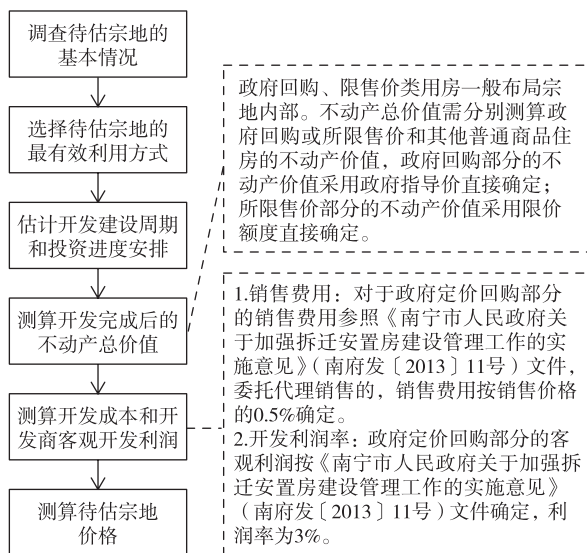 调查待估宗地的
基本情况
选择待估宗地的
最有效利用方式
估计开发建设周期
和投资进度安排
测算开发完成后的
不动产总价值
测算开发成本和开
发商客观开发利润
测算待估宗地
价格
政府回购、限售价类用房一般布局宗
地内部。不动产总价值需分别测算政
府回购或所限售价和其他普通商品住
房的不动产价值，政府回购部分的不
动产价值采用政府指导价直接确定；
所限售价部分的不动产价值采用限价
额度直接确定。
1.销售费用：对于政府定价回购部分
的销售费用参照《南宁市人民政府关
于加强拆迁安置房建设管理工作的实
施意见》（南府发〔2013〕11号）文件，
委托代理销售的，销售费用按销售价格
的0.5%确定。
2.开发利润率：政府定价回购部分的客
观利润按《南宁市人民政府关于加强拆
迁安置房建设管理工作的实施意见》
（南府发〔2013〕11号）文件确定，利
润率为3%。